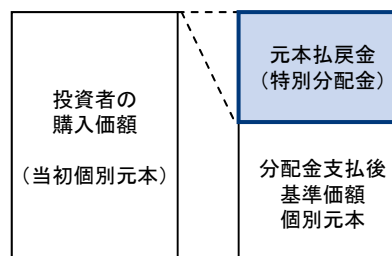 投資者の
購入価額
（当初個別元本）
元本払戻金
（特別分配金）
分配金支払後
基準価額
個別元本